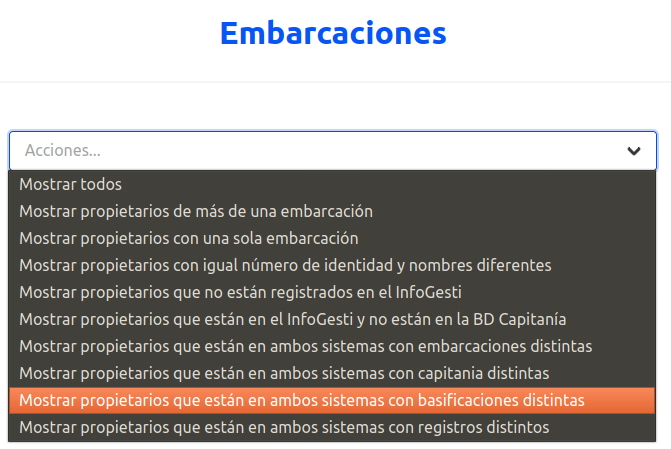 Embarcaciones
Acciones...
Mostrar todos
Mostrar propietarios de más de una embarcación
Mostrar propietarios con una sola embarcación
Mostrar propietarios con igual número de identidad y nombres diferentes
Mostrar propietarios que no están registrados en el InfoGesti
Mostrar propietarios que están en el InfoGesti y no están en la BD Capitanía
Mostrar propietarios que están en ambos sistemas con embarcaciones distintas
Mostrar propietarios que están en ambos sistemas con capitania distintas
Mostrar propietarios que están en ambos sistemas con basificaciones distintas
Mostrar propietarios que están en ambos sistemas con registros distintos